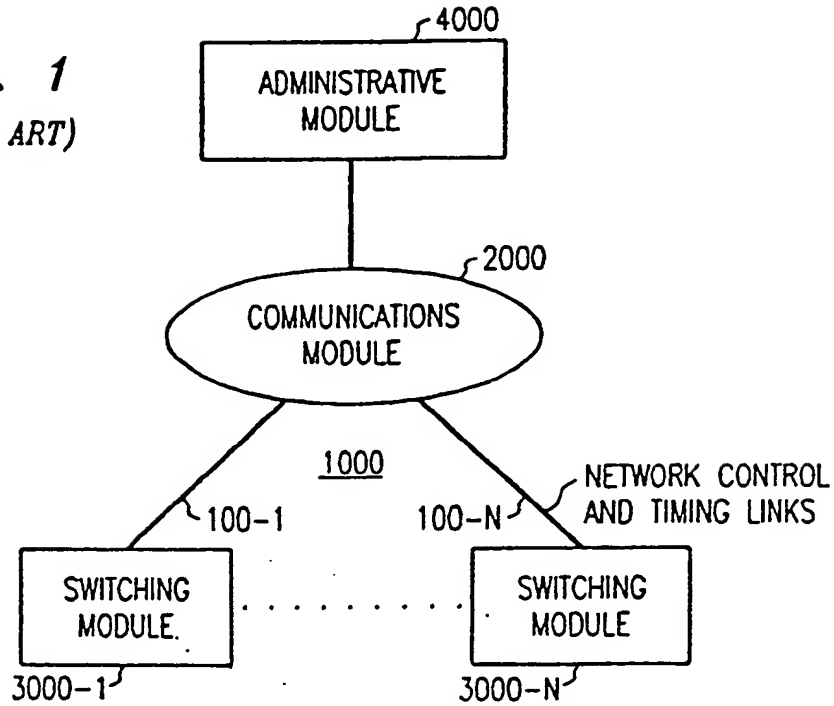 . 1
ART)
4000
ADMINISTRATIVE
MODULE
2000
COMMUNICATIONS
MODULE
1000
100-1
100-N
NETWORK CONTROL
AND TIMING LINKS
SWITCHING
MODULE.
SWITCHING
MODULE
3000-1
3000-N